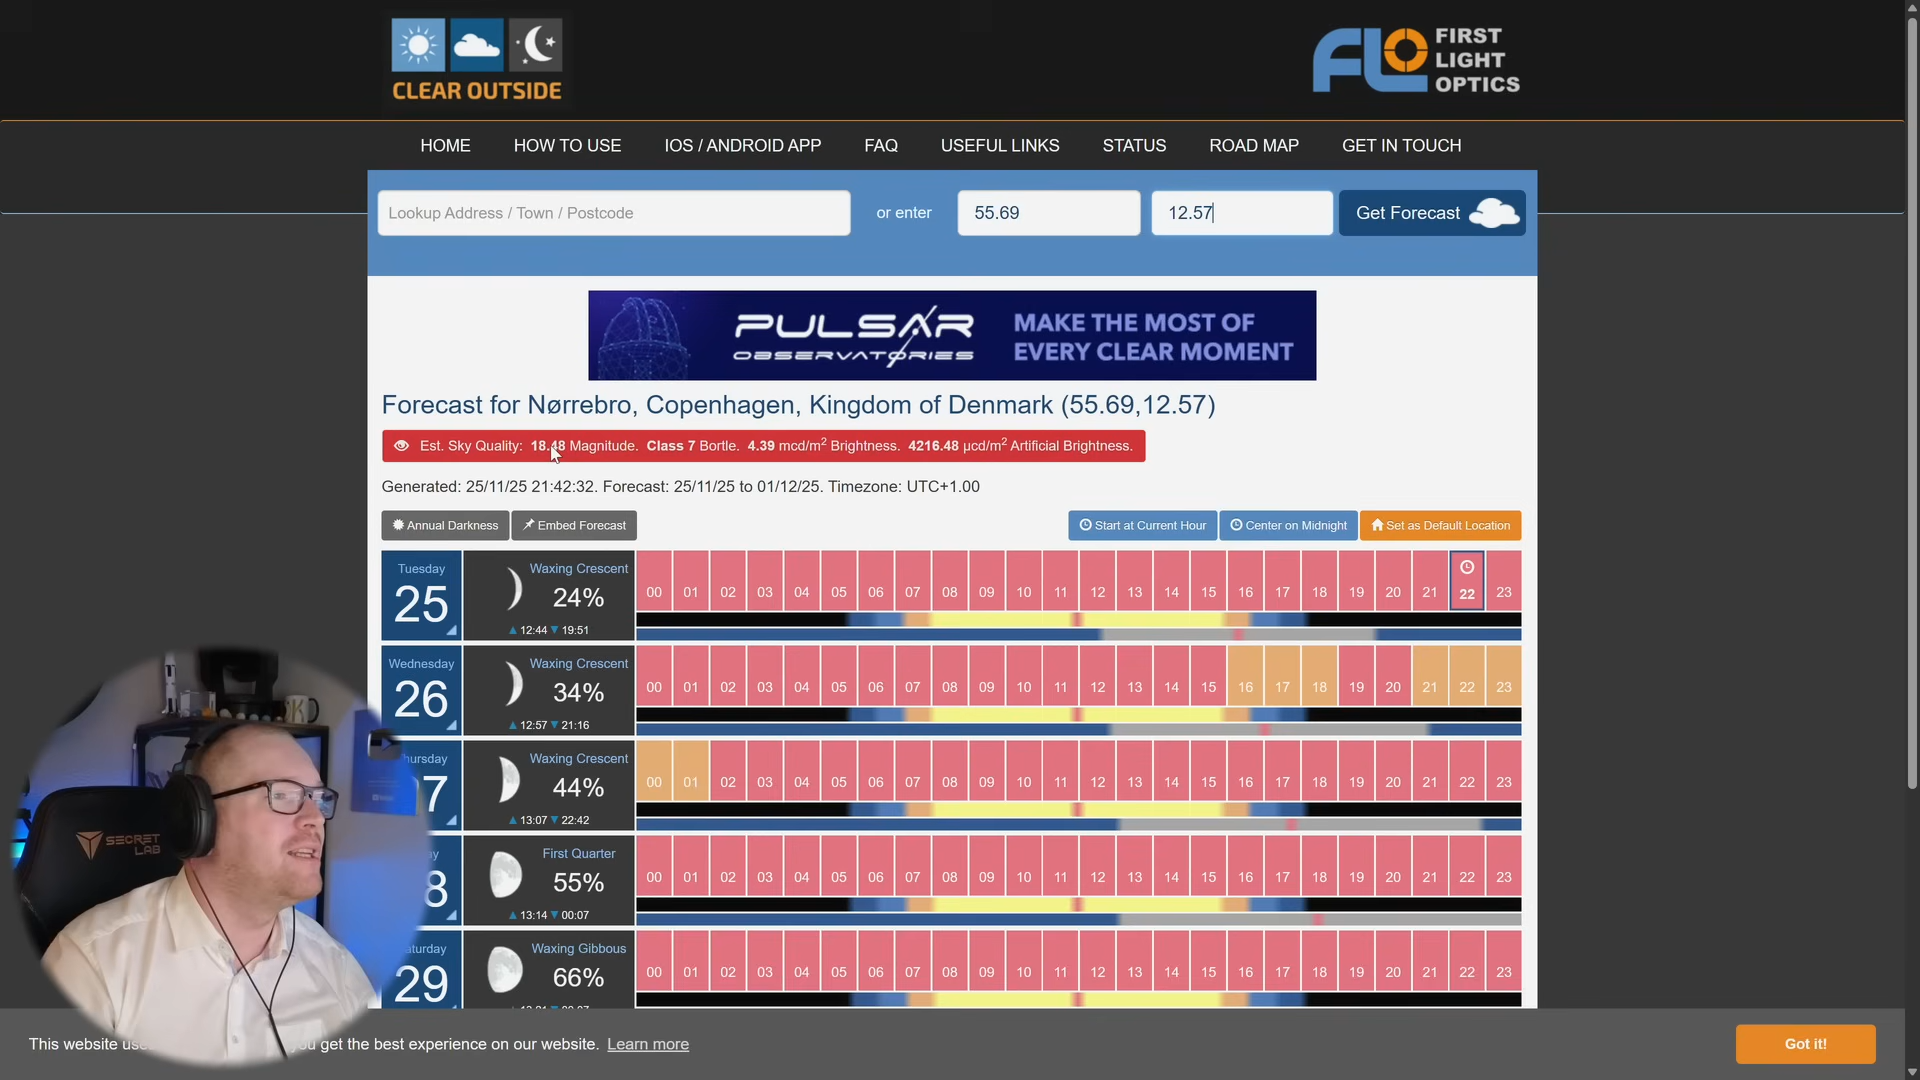 CLEAR OUTSIDE
FIRST
LIGHT
OPTICS
HOME HOW TO USE IOS / ANDROID APP FAQ USEFUL LINKS STATUS ROAD MAP GET IN TOUCH
Lookup Address / Town / Postcode or enter 55.69 12.57 Get Forecast
PULSAR
OBSERVATORIES
MAKE THE MOST OF
EVERY CLEAR MOMENT
Forecast for Nørrebro, Copenhagen, Kingdom of Denmark (55.69,12.57)
Est. Sky Quality: 18.48 Magnitude. Class 7 Bortle. 4.39 mcd/m² Brightness. 4216.48 µcd/m² Artificial Brightness.
Generated: 25/11/25 21:42:32. Forecast: 25/11/25 to 01/12/25. Timezone: UTC+1.00
Annual Darkness Embed Forecast Start at Current Hour Center on Midnight Set as Default Location
Tuesday
25
Waxing Crescent
24%
12:44 19:51
00 01 02 03 04 05 06 07 08 09 10 11 12 13 14 15 16 17 18 19 20 21 22 23
Wednesday
26
Waxing Crescent
34%
12:57 21:16
00 01 02 03 04 05 06 07 08 09 10 11 12 13 14 15 16 17 18 19 20 21 22 23
hursday
7
Waxing Crescent
44%
13:07 22:42
00 01 02 03 04 05 06 07 08 09 10 11 12 13 14 15 16 17 18 19 20 21 22 23
ay
8
First Quarter
55%
13:14 00:07
00 01 02 03 04 05 06 07 08 09 10 11 12 13 14 15 16 17 18 19 20 21 22 23
aturday
29
Waxing Gibbous
66%
00 01 02 03 04 05 06 07 08 09 10 11 12 13 14 15 16 17 18 19 20 21 22 23
SECRET
LAB
This website use
u get the best experience on our website. Learn more
Got it!